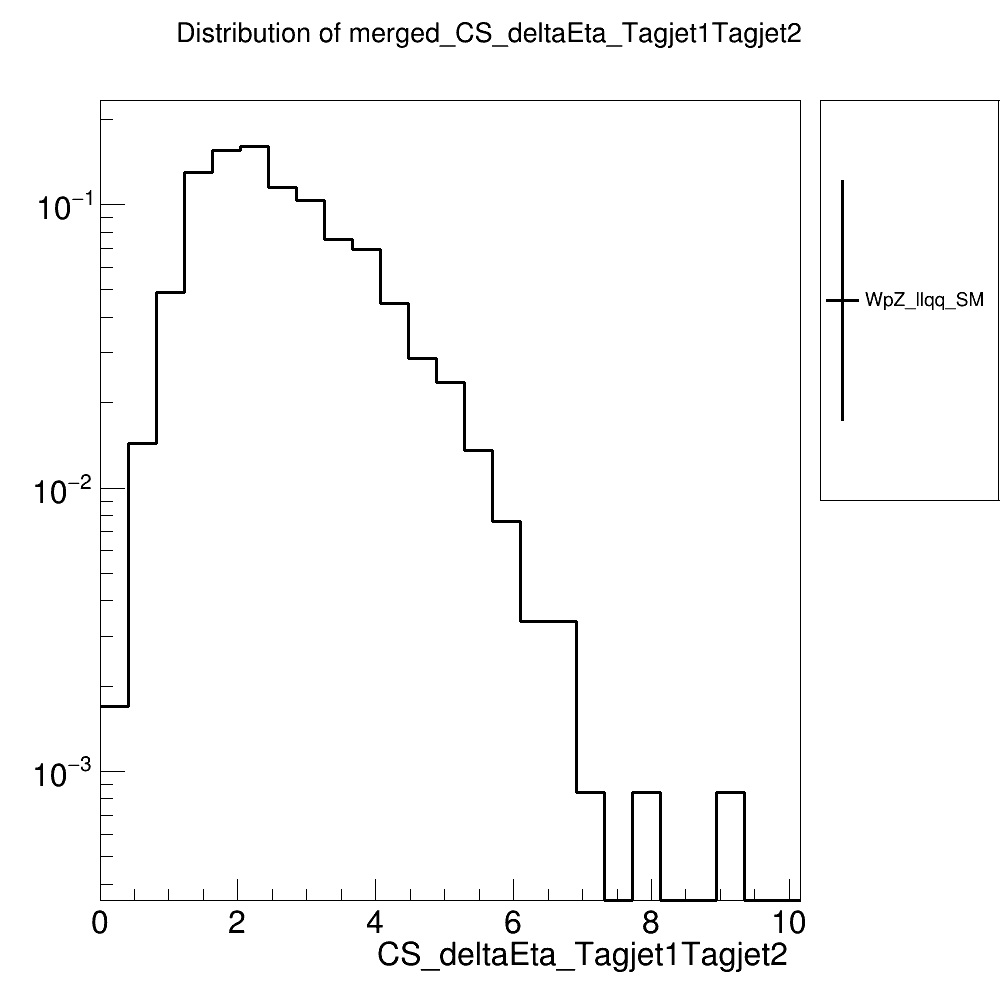 Distribution of merged_CS_deltaEta_Tagjet1Tagjet2
10−1
10−2
10−3
0 2 4 6 8 10
CS_deltaEta_Tagjet1Tagjet2
WpZ_llqq_SM